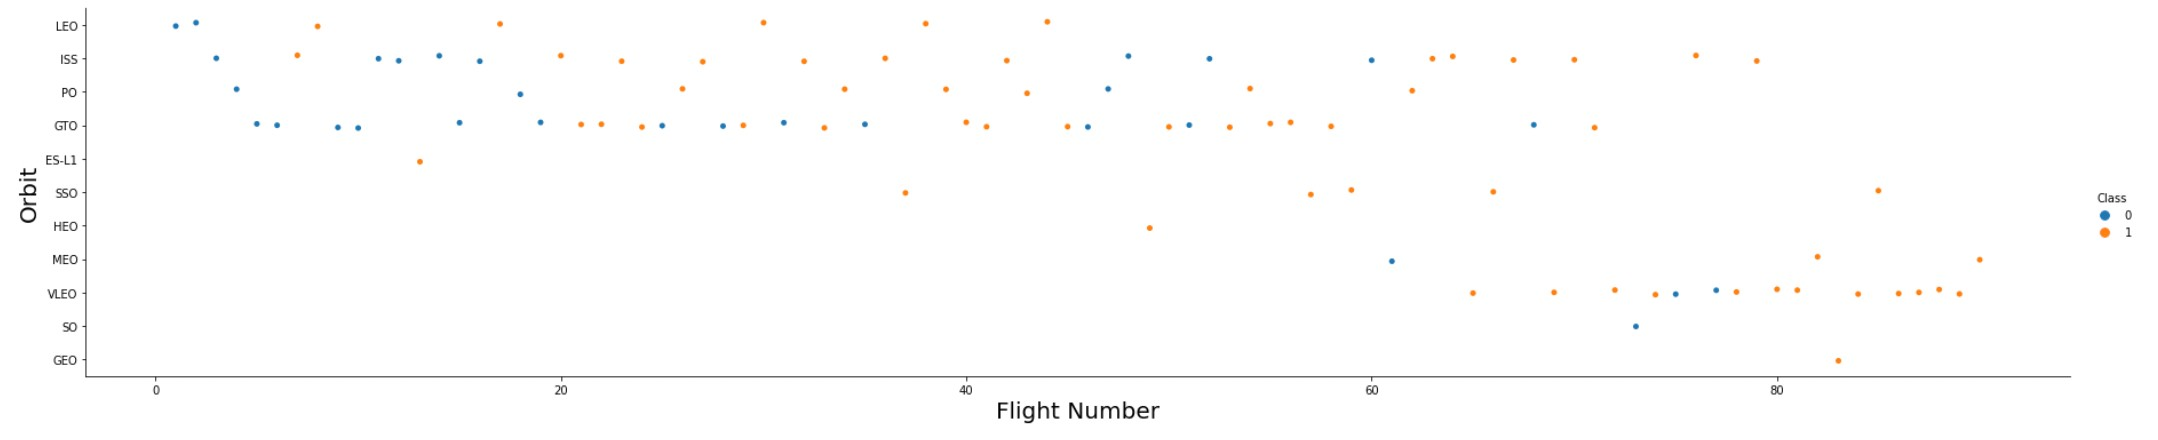 LEO
ISS
PO
GTO
ES-L1
SSO
HEO
MEO
VLEO
SO
GEO
Orbit
0 20 40 60 80
Flight Number
Class
0
1